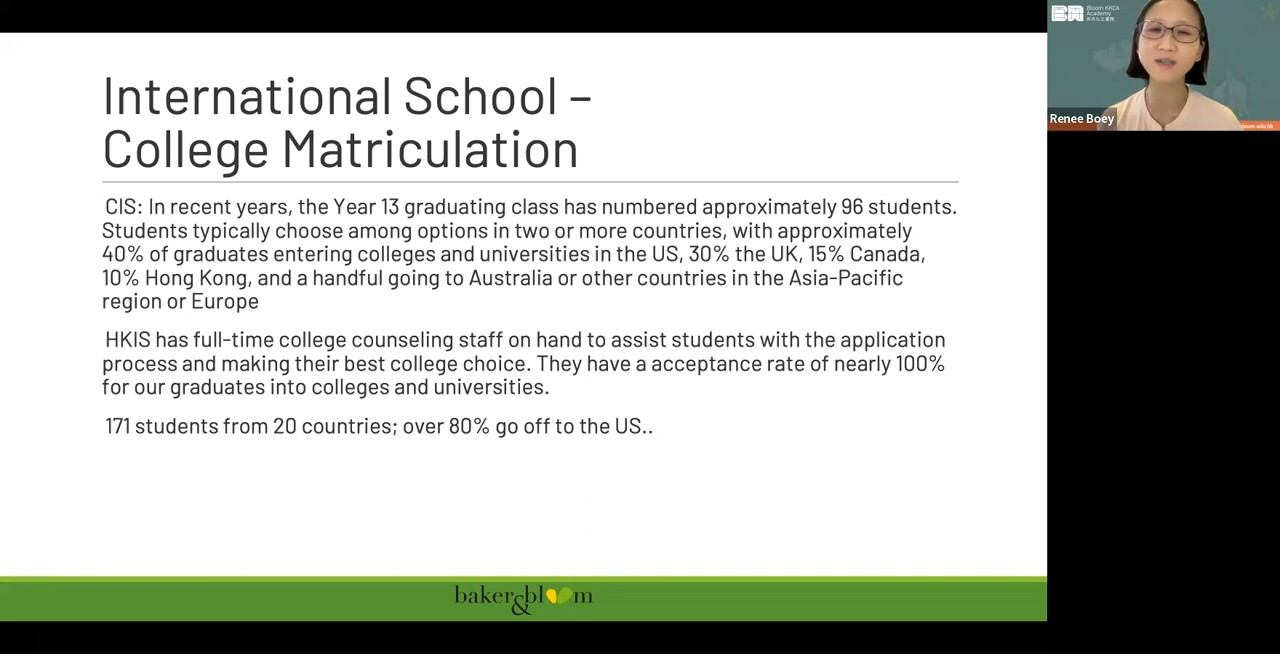 International School –
College Matriculation
CIS: In recent years, the Year 13 graduating class has numbered approximately 96 students.
Students typically choose among options in two or more countries, with approximately
40% of graduates entering colleges and universities in the US, 30% the UK, 15% Canada,
10% Hong Kong, and a handful going to Australia or other countries in the Asia-Pacific
region or Europe
HKIS has full-time college counseling staff on hand to assist students with the application
process and making their best college choice. They have a acceptance rate of nearly 100%
for our graduates into colleges and universities.
171 students from 20 countries; over 80% go off to the US..
baker&bloom
Bloom KKCA
Academy
Renee Boey
bloom.edu.hk